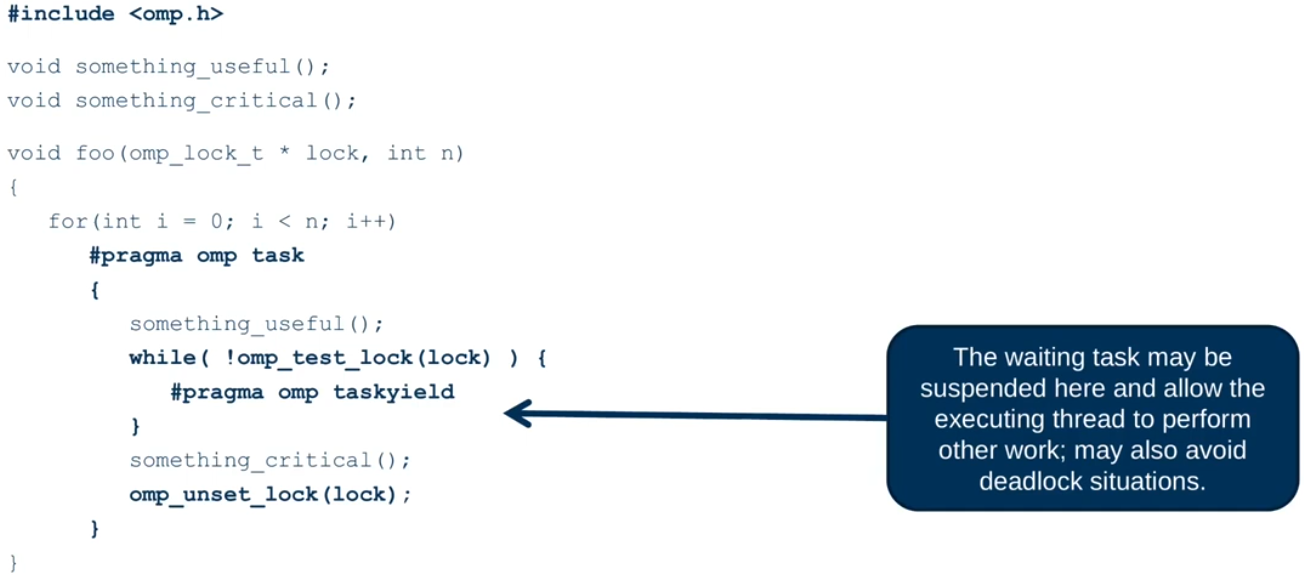 #include <omp.h>
void something_useful();
void something_critical();
void foo(omp_lock_t * lock, int n)
{
for(int i = 0; i < n; i++)
#pragma omp task
{
something_useful();
while( !omp_test_lock(lock) ) {
#pragma omp taskyield
}
something_critical();
omp_unset_lock(lock);
}
}
The waiting task may be
suspended here and allow the
executing thread to perform
other work; may also avoid
deadlock situations.